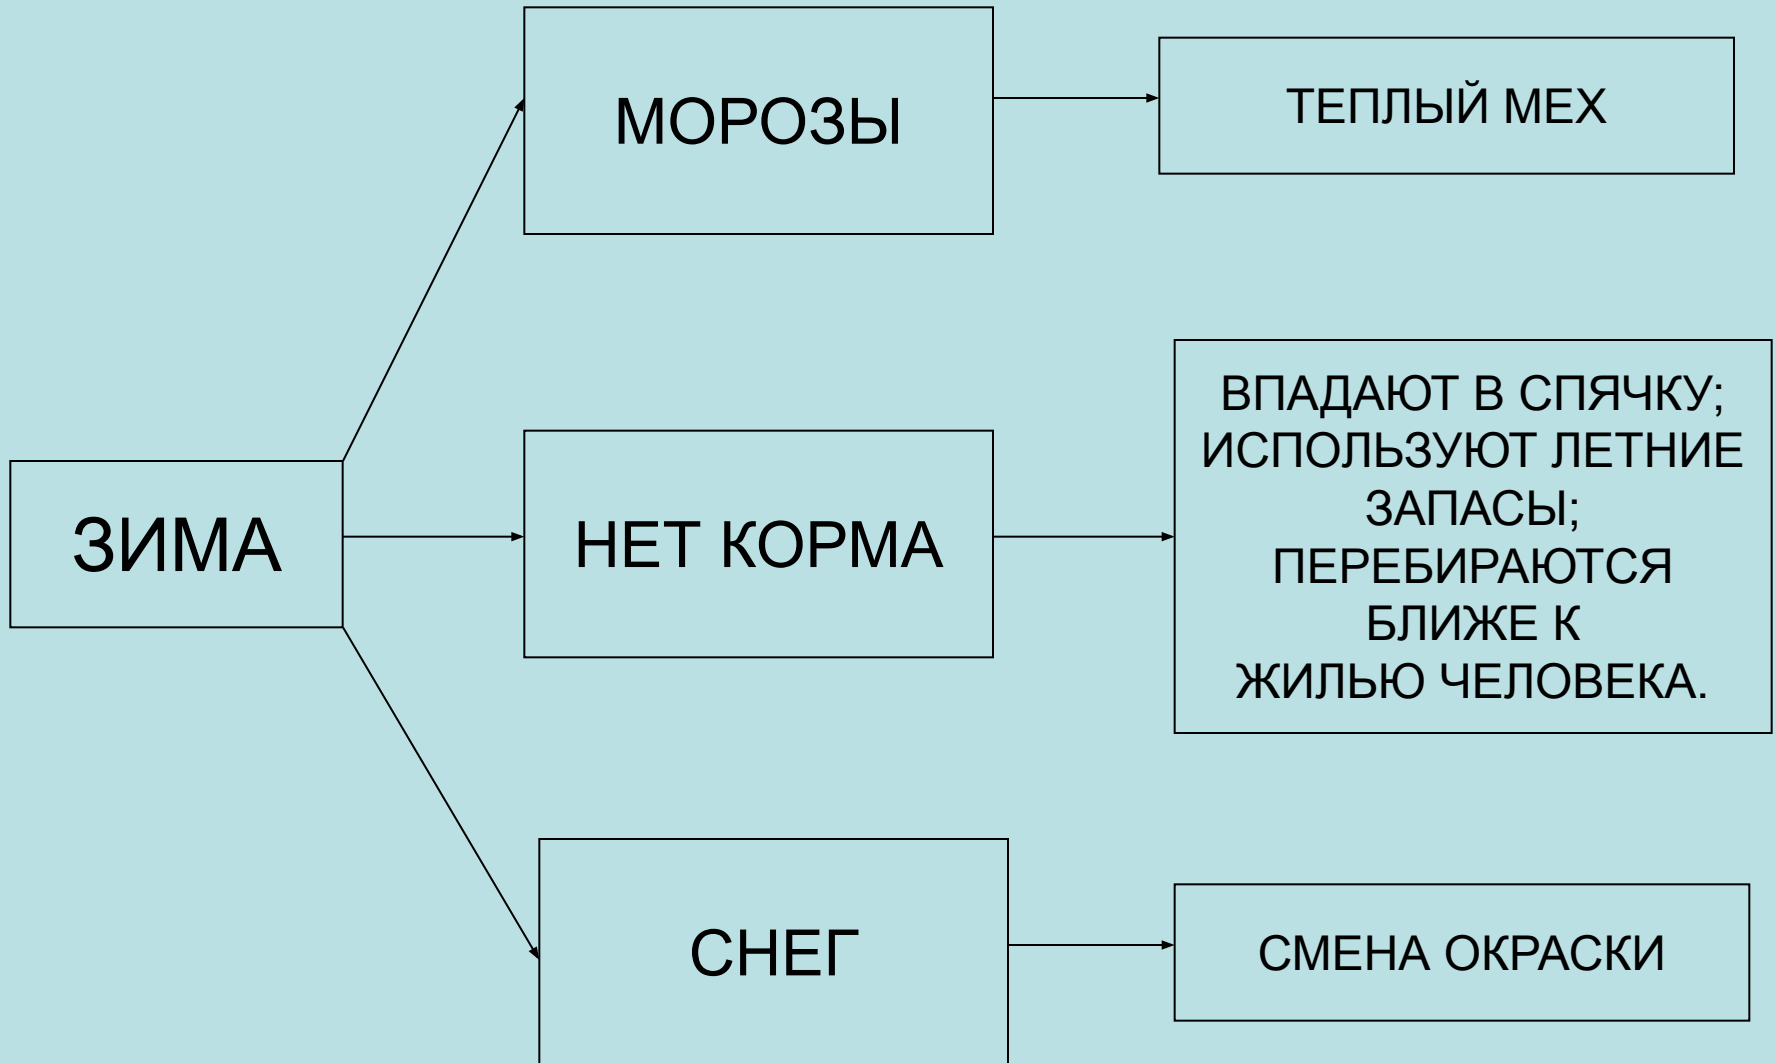 МОРОЗЫ
ТЕПЛЫЙ МЕХ
ЗИМА
НЕТ КОРМА
ВПАДАЮТ В СПЯЧКУ;
ИСПОЛЬЗУЮТ ЛЕТНИЕ
ЗАПАСЫ;
ПЕРЕБИРАЮТСЯ
БЛИЖЕ К
ЖИЛЬЮ ЧЕЛОВЕКА.
СНЕГ
СМЕНА ОКРАСКИ